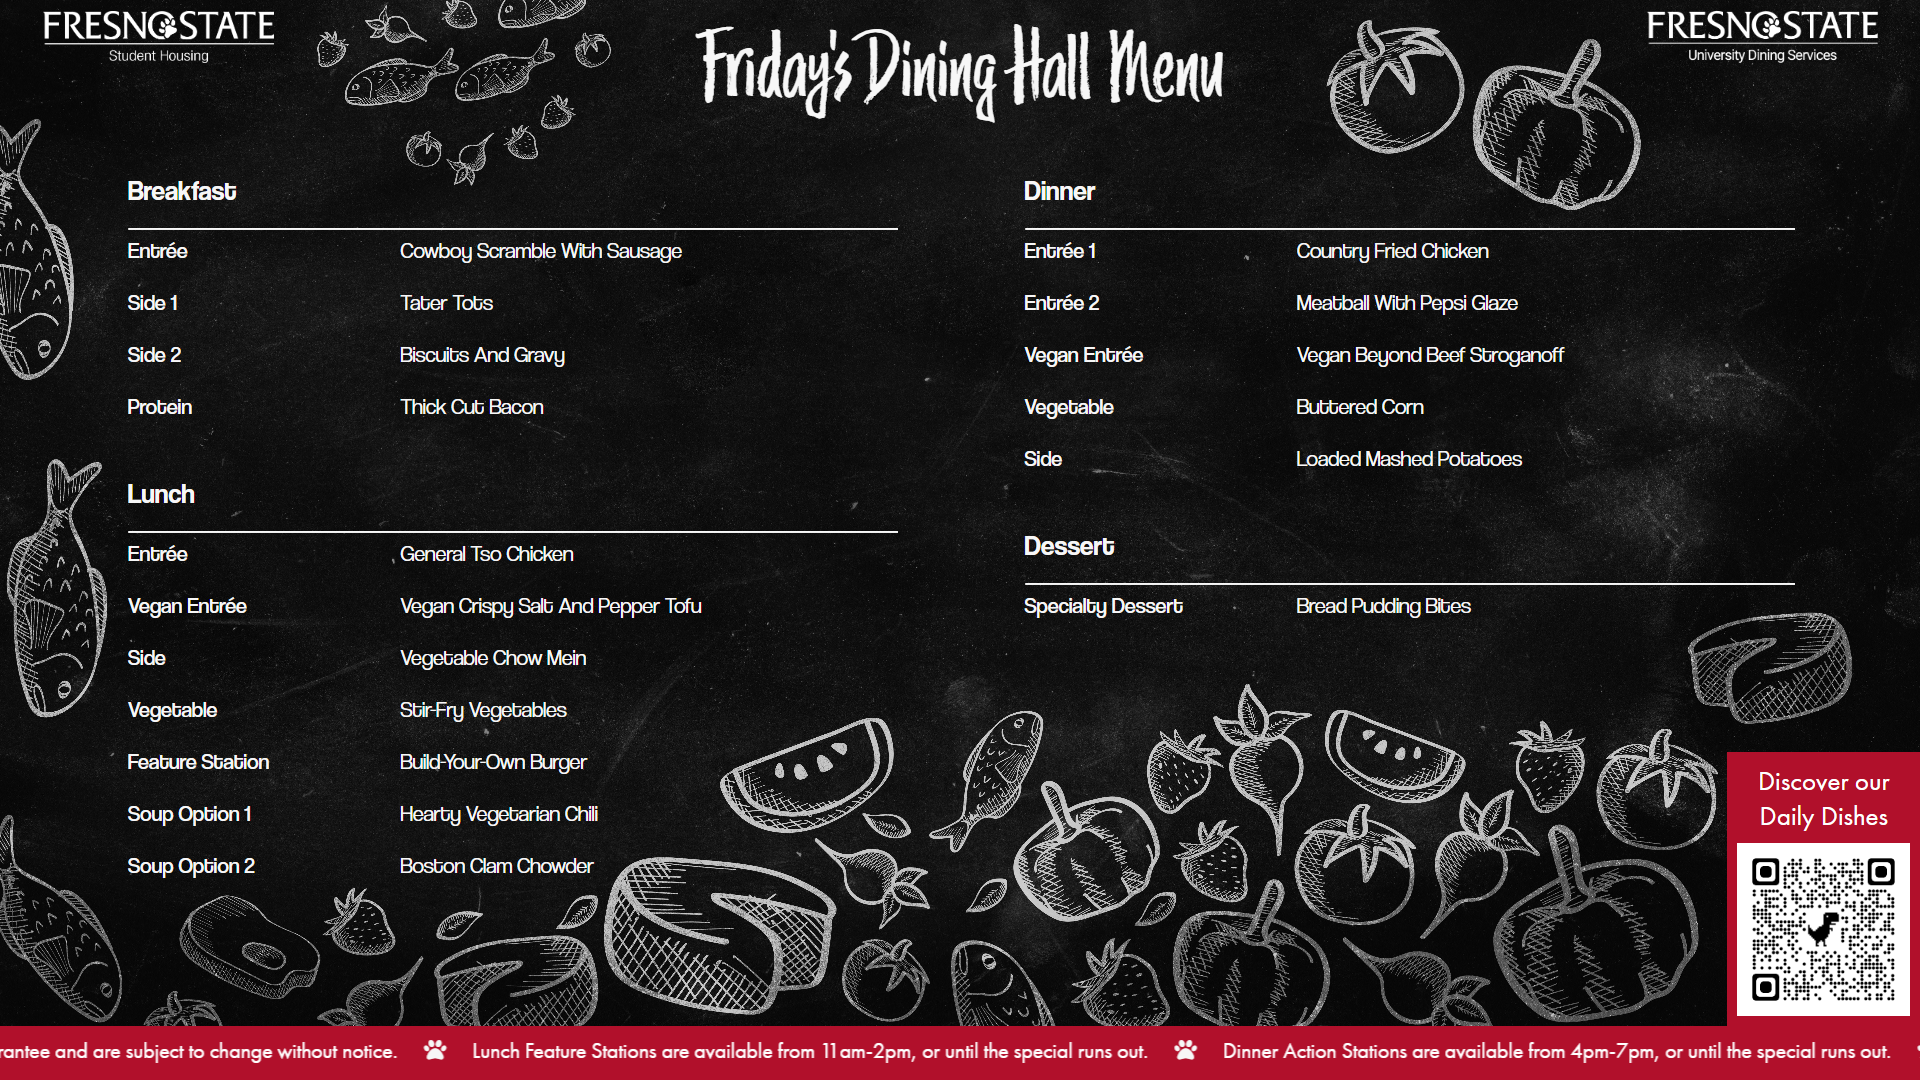 FRESNO STATE
Student Housing
Friday's Dining Hall Menu
FRESNO STATE
University Dining Services
Breakfast
Entrée Cowboy Scramble With Sausage
Side 1 Tater Tots
Side 2 Biscuits And Gravy
Protein Thick Cut Bacon
Lunch
Entrée General Tso Chicken
Vegan Entrée Vegan Crispy Salt And Pepper Tofu
Side Vegetable Chow Mein
Vegetable Stir-Fry Vegetables
Feature Station Build-Your-Own Burger
Soup Option 1 Hearty Vegetarian Chili
Soup Option 2 Boston Clam Chowder
Dinner
Entrée 1 Country Fried Chicken
Entrée 2 Meatball With Pepsi Glaze
Vegan Entrée Vegan Beyond Beef Stroganoff
Vegetable Buttered Corn
Side Loaded Mashed Potatoes
Dessert
Specialty Dessert Bread Pudding Bites
Discover our
Daily Dishes
rantee and are subject to change without notice. Lunch Feature Stations are available from 11am-2pm, or until the special runs out. Dinner Action Stations are available from 4pm-7pm, or until the special runs out.